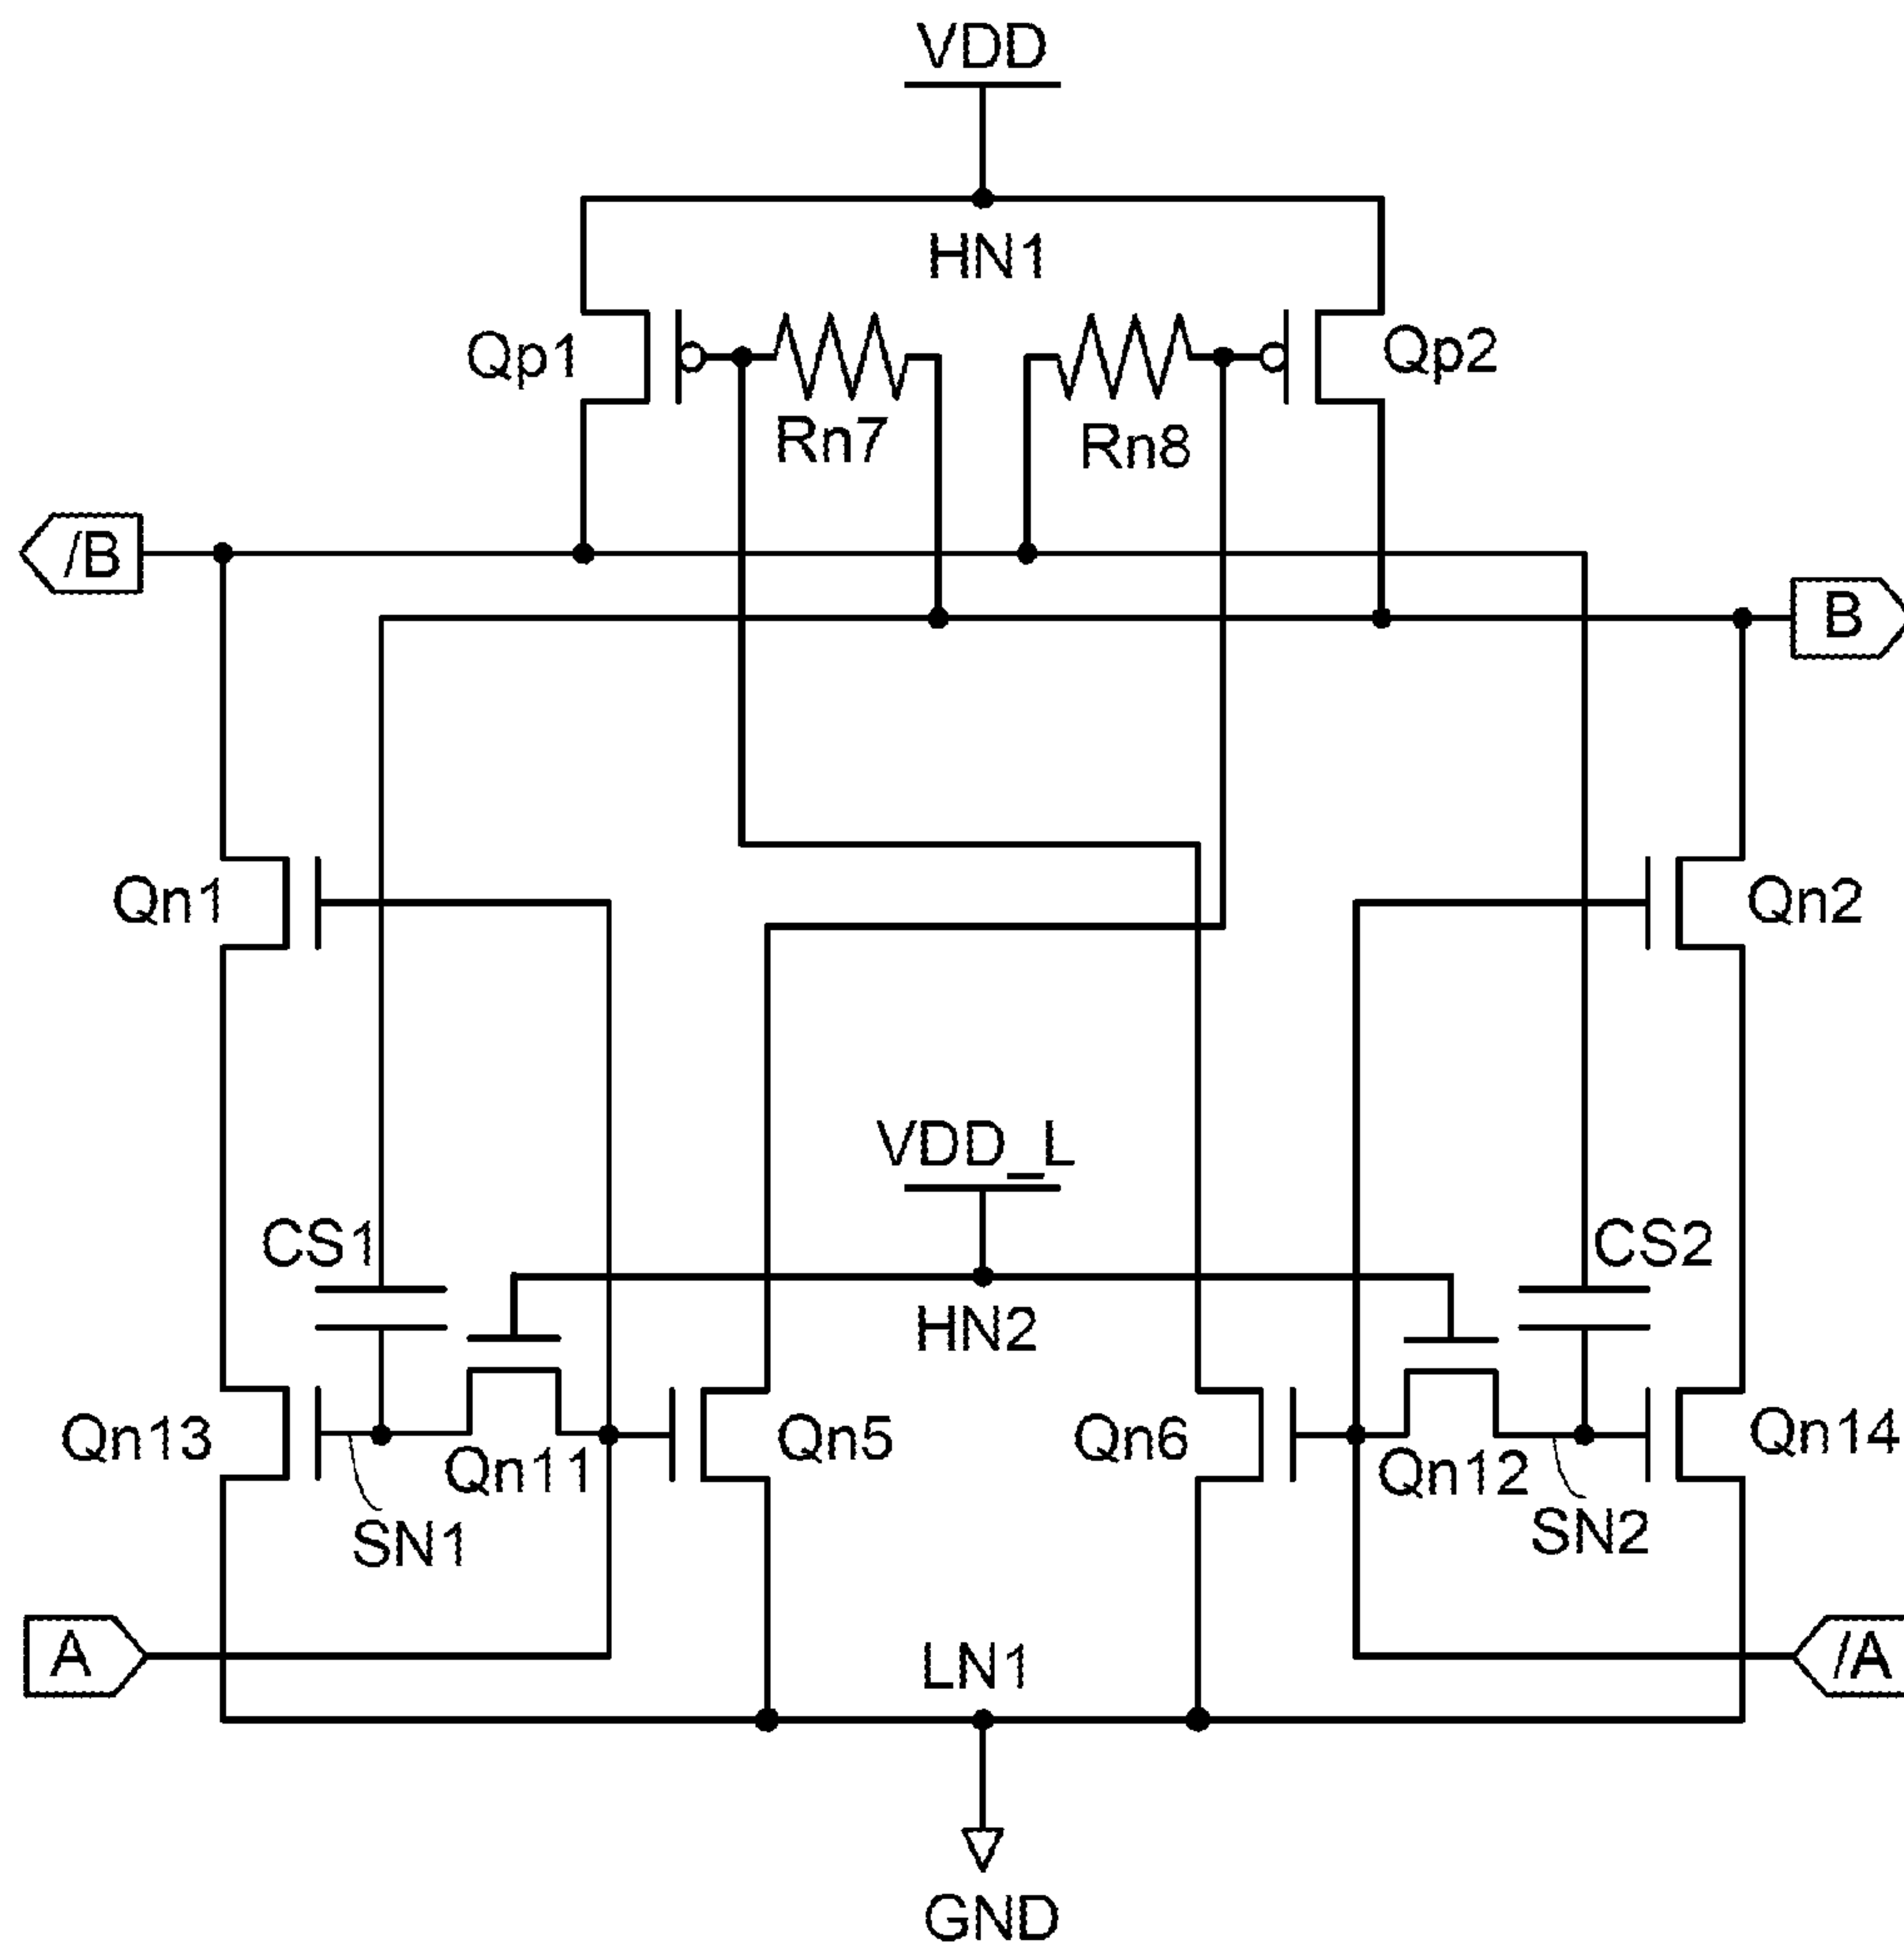 VDD
HN1
Qp1
Qp2
Rn7
Rn8
/B
B
Qn1
Qn2
VDD_L
CS1
CS2
HN2
Qn13
Qn11
Qn5
Qn6
Qn12
Qn14
SN1
SN2
A
LN1
/A
GND